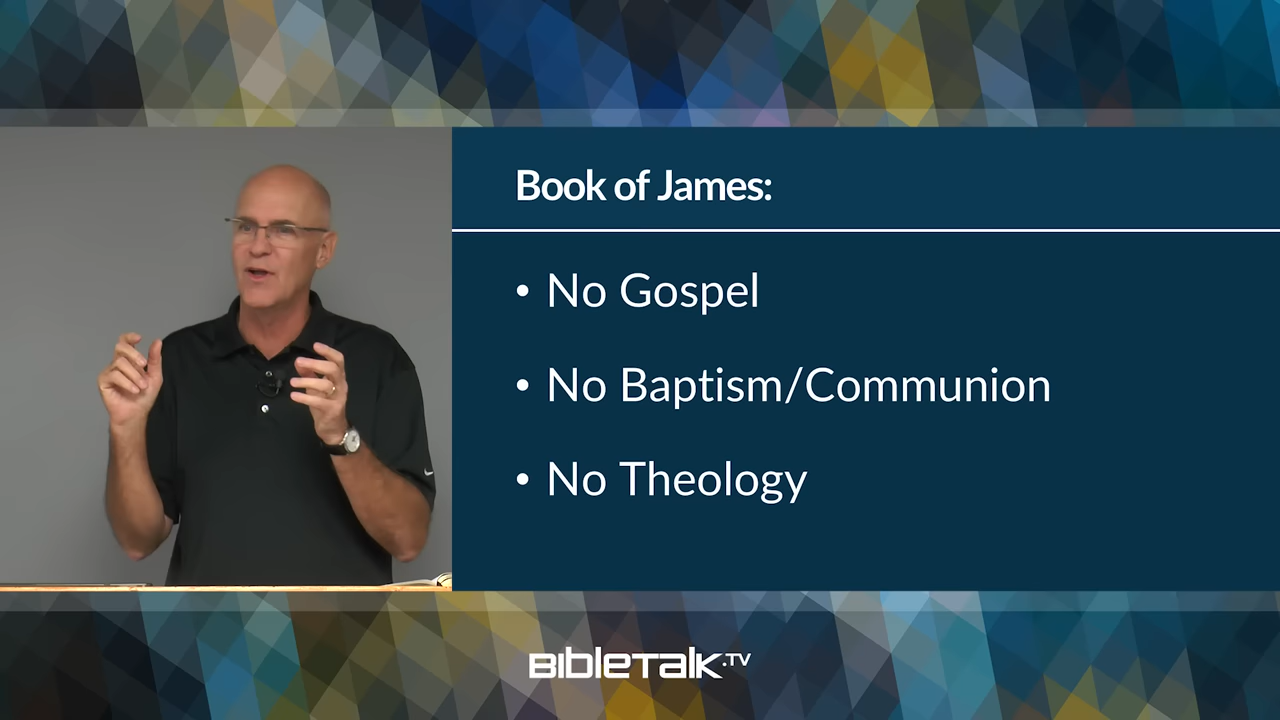 Book of James:
• No Gospel
• No Baptism/Communion
• No Theology
BibleTalk.TV